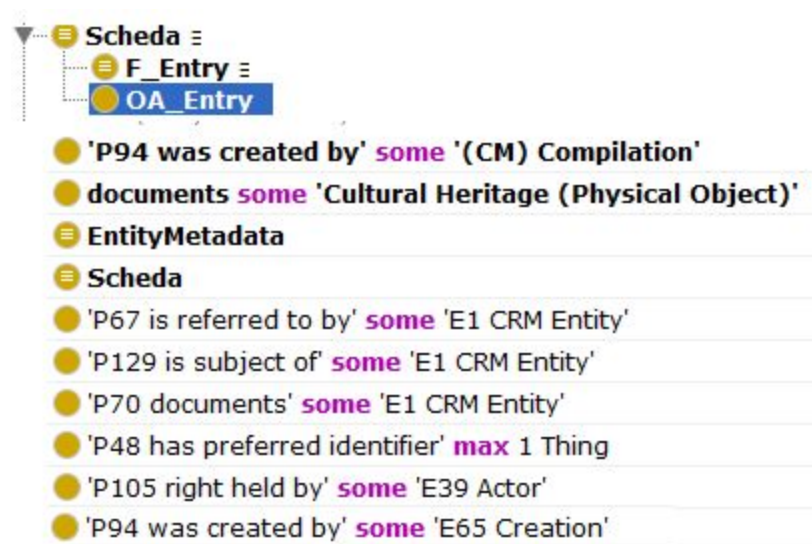 Scheda ≡
F_Entry ≡
OA_Entry
'P94 was created by' some '(CM) Compilation'
documents some 'Cultural Heritage (Physical Object)'
EntityMetadata
Scheda
'P67 is referred to by' some 'E1 CRM Entity'
'P129 is subject of' some 'E1 CRM Entity'
'P70 documents' some 'E1 CRM Entity'
'P48 has preferred identifier' max 1 Thing
'P105 right held by' some 'E39 Actor'
'P94 was created by' some 'E65 Creation'